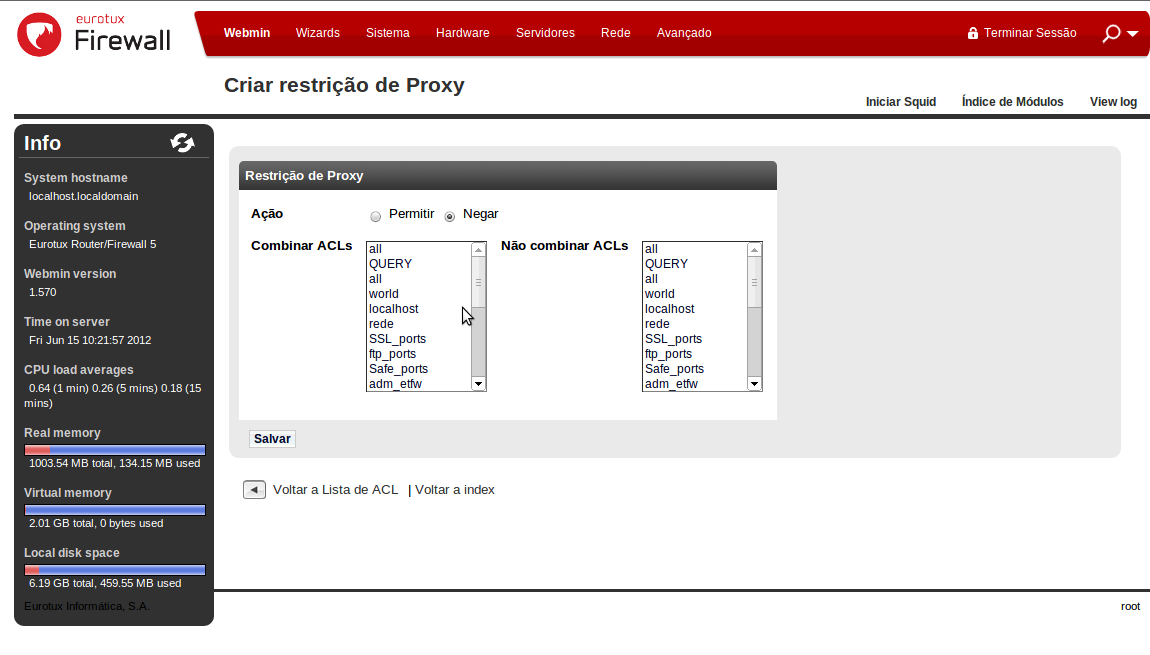 eurotux
Firewall
Webmin Wizards Sistema Hardware Servidores Rede Avançado Terminar Sessão
Criar restrição de Proxy
Iniciar Squid Índice de Módulos View log
Info
System hostname
localhost.localdomain
Operating system
Eurotux Router/Firewall 5
Webmin version
1.570
Time on server
Fri Jun 15 10:21:57 2012
CPU load averages
0.64 (1 min) 0.26 (5 mins) 0.18 (15
mins)
Real memory
1003.54 MB total, 134.15 MB used
Virtual memory
2.01 GB total, 0 bytes used
Local disk space
6.19 GB total, 459.55 MB used
Eurotux Informática, S.A.
Restrição de Proxy
Ação Permitir Negar
Combinar ACLs
all
QUERY
all
world
localhost
rede
SSL_ports
ftp_ports
Safe_ports
adm_etfw
Não combinar ACLs
all
QUERY
all
world
localhost
rede
SSL_ports
ftp_ports
Safe_ports
adm_etfw
Salvar
Voltar a Lista de ACL | Voltar a index
root